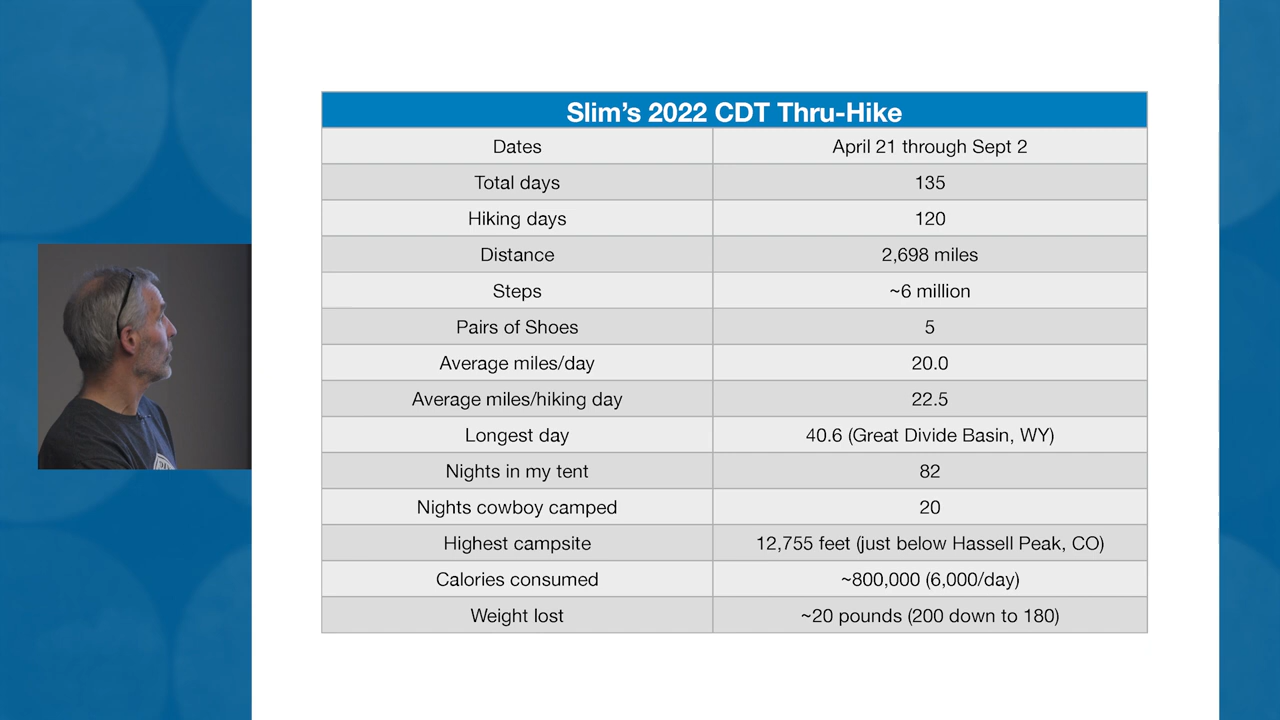 Slim's 2022 CDT Thru-Hike
Dates April 21 through Sept 2
Total days 135
Hiking days 120
Distance 2,698 miles
Steps ~6 million
Pairs of Shoes 5
Average miles/day 20.0
Average miles/hiking day 22.5
Longest day 40.6 (Great Divide Basin, WY)
Nights in my tent 82
Nights cowboy camped 20
Highest campsite 12,755 feet (just below Hassell Peak, CO)
Calories consumed ~800,000 (6,000/day)
Weight lost ~20 pounds (200 down to 180)